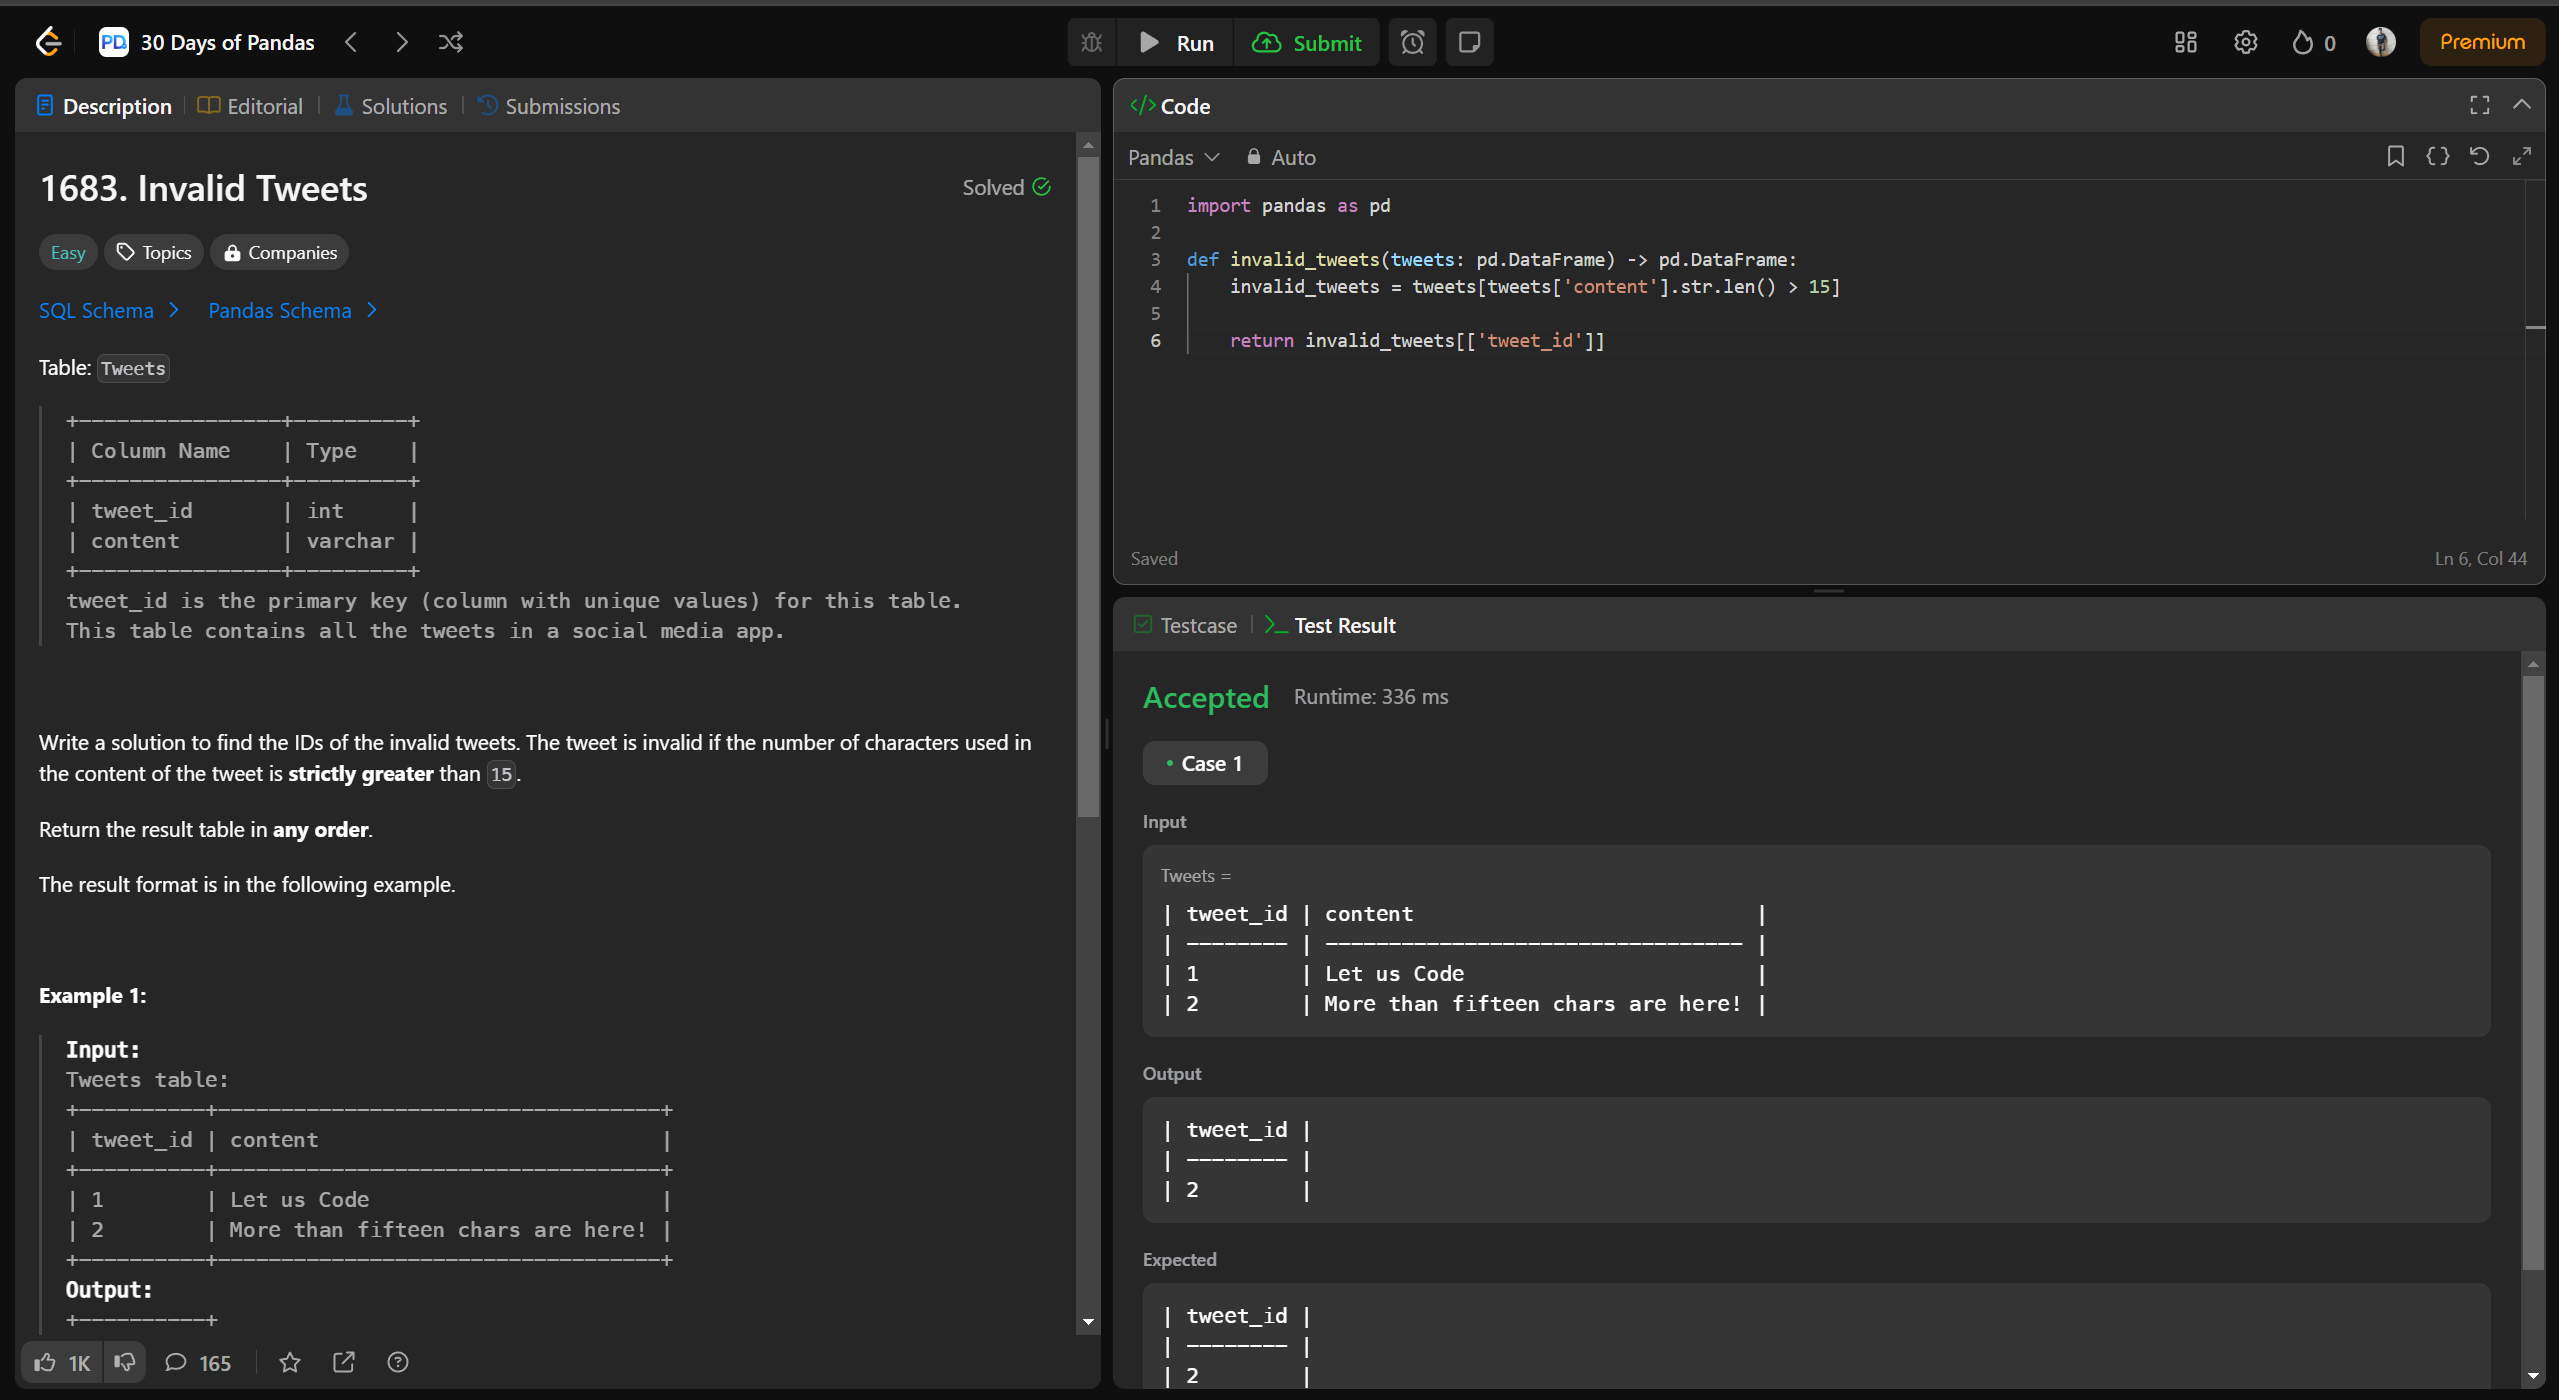 30 Days of Pandas
Run
Submit
0
Premium
Description
Editorial
Solutions
Submissions
1683. Invalid Tweets
Solved
Easy
Topics
Companies
SQL Schema
Pandas Schema
Table: Tweets
+----------------+---------+
| Column Name    | Type    |
+----------------+---------+
| tweet_id       | int     |
| content        | varchar |
+----------------+---------+
tweet_id is the primary key (column with unique values) for this table.
This table contains all the tweets in a social media app.
Write a solution to find the IDs of the invalid tweets. The tweet is invalid if the number of characters used in
the content of the tweet is strictly greater than 15.
Return the result table in any order.
The result format is in the following example.
Example 1:
Input:
Tweets table:
+----------+-----------------------------------+
| tweet_id | content                           |
+----------+-----------------------------------+
| 1        | Let us Code                       |
| 2        | More than fifteen chars are here! |
+----------+-----------------------------------+
Output:
+----------+
1K
165
Code
Pandas
Auto
1 import pandas as pd
2
3 def invalid_tweets(tweets: pd.DataFrame) -> pd.DataFrame:
4     invalid_tweets = tweets[tweets['content'].str.len() > 15]
5
6     return invalid_tweets[['tweet_id']]
Saved
Ln 6, Col 44
Testcase
Test Result
Accepted
Runtime: 336 ms
Case 1
Input
Tweets =
| tweet_id | content                           |
| -------- | --------------------------------- |
| 1        | Let us Code                       |
| 2        | More than fifteen chars are here! |
Output
| tweet_id |
| -------- |
| 2        |
Expected
| tweet_id |
| -------- |
| 2        |